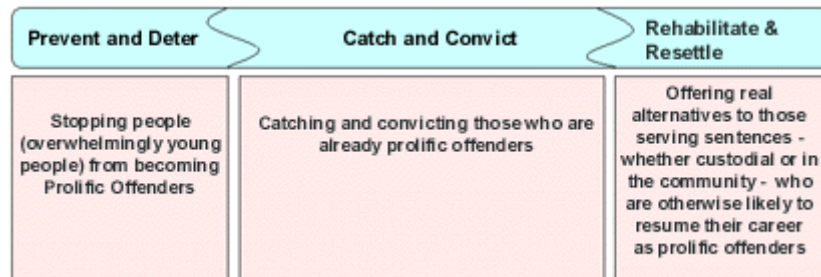 Prevent and Deter
Catch and Convict
Rehabilitate &
Resettle
Stopping people
(overwhelmingly young
people) from becoming
Prolific Offenders
Catching and convicting those who are
already prolific offenders
Offering real
alternatives to those
serving sentences -
whether custodial or in
the community - who
are otherwise likely to
resume their career
as prolific offenders